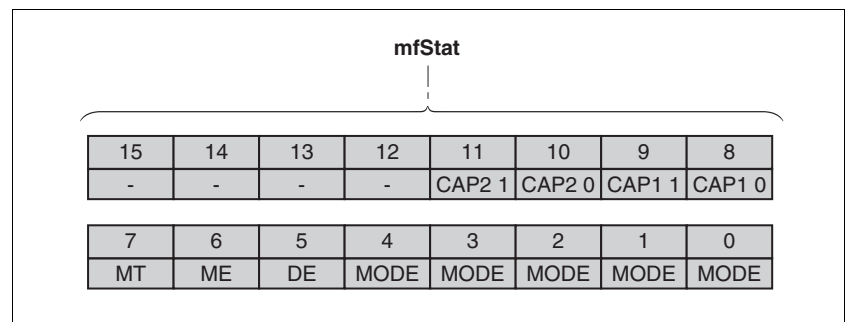 mfStat
15 14 13 12 11 10 9 8
- - - - CAP2 1 CAP2 0 CAP1 1 CAP1 0
7 6 5 4 3 2 1 0
MT ME DE MODE MODE MODE MODE MODE